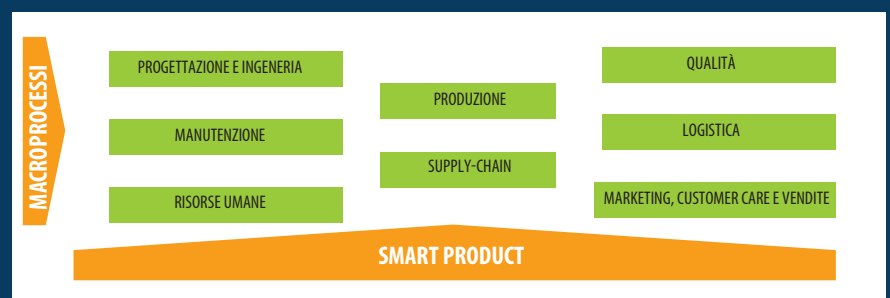 MACROPROCESSI
PROGETTAZIONE E INGENERIA
MANUTENZIONE
RISORSE UMANE
PRODUZIONE
SUPPLY-CHAIN
QUALITÀ
LOGISTICA
MARKETING, CUSTOMER CARE E VENDITE
SMART PRODUCT